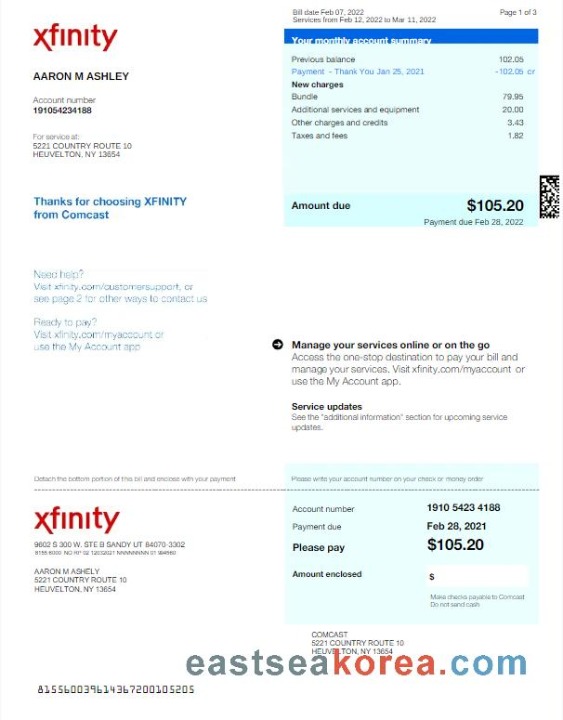 Bill date Feb 07, 2022
Page 1 of 3
Services from Feb 12, 2022 to Mar 11, 2022
xfinity
Your monthly account summary
Previous balance 102.05
Payment - Thank You Jan 25, 2021 -102.05 cr
New charges
Bundle 79.95
Additional services and equipment 20.00
Other charges and credits 3.43
Taxes and fees 1.82
AARON M ASHLEY
Account number
191054234188
For service at:
5221 COUNTRY ROUTE 10
HEUVELTON, NY 13654
Thanks for choosing XFINITY
from Comcast
Amount due $105.20
Payment due Feb 28, 2022
Need help?
Visit xfinity.com/customersupport, or
see page 2 for other ways to contact us
Ready to pay?
Visit xfinity.com/myaccount or
use the My Account app
Manage your services online or on the go
Access the one-stop destination to pay your bill and
manage your services. Visit xfinity.com/myaccount or
use the My Account app.
Service updates
See the "additional information" section for upcoming service
updates.
Detach the bottom portion of this bill and enclose with your payment
Please write your account number on your check or money order
xfinity
9602 S 300 W. STE B SANDY UT 84070-3302
AARON M ASHELY
5221 COUNTRY ROUTE 10
HEUVELTON, NY 13654
Account number 1910 5423 4188
Payment due Feb 28, 2021
Please pay $105.20
Amount enclosed $
Make checks payable to Comcast
Do not send cash
COMCAST
5221 COUNTRY ROUTE 10
HEUVELTON, NY 13654
eastseakorea.com
815560039614367200105205